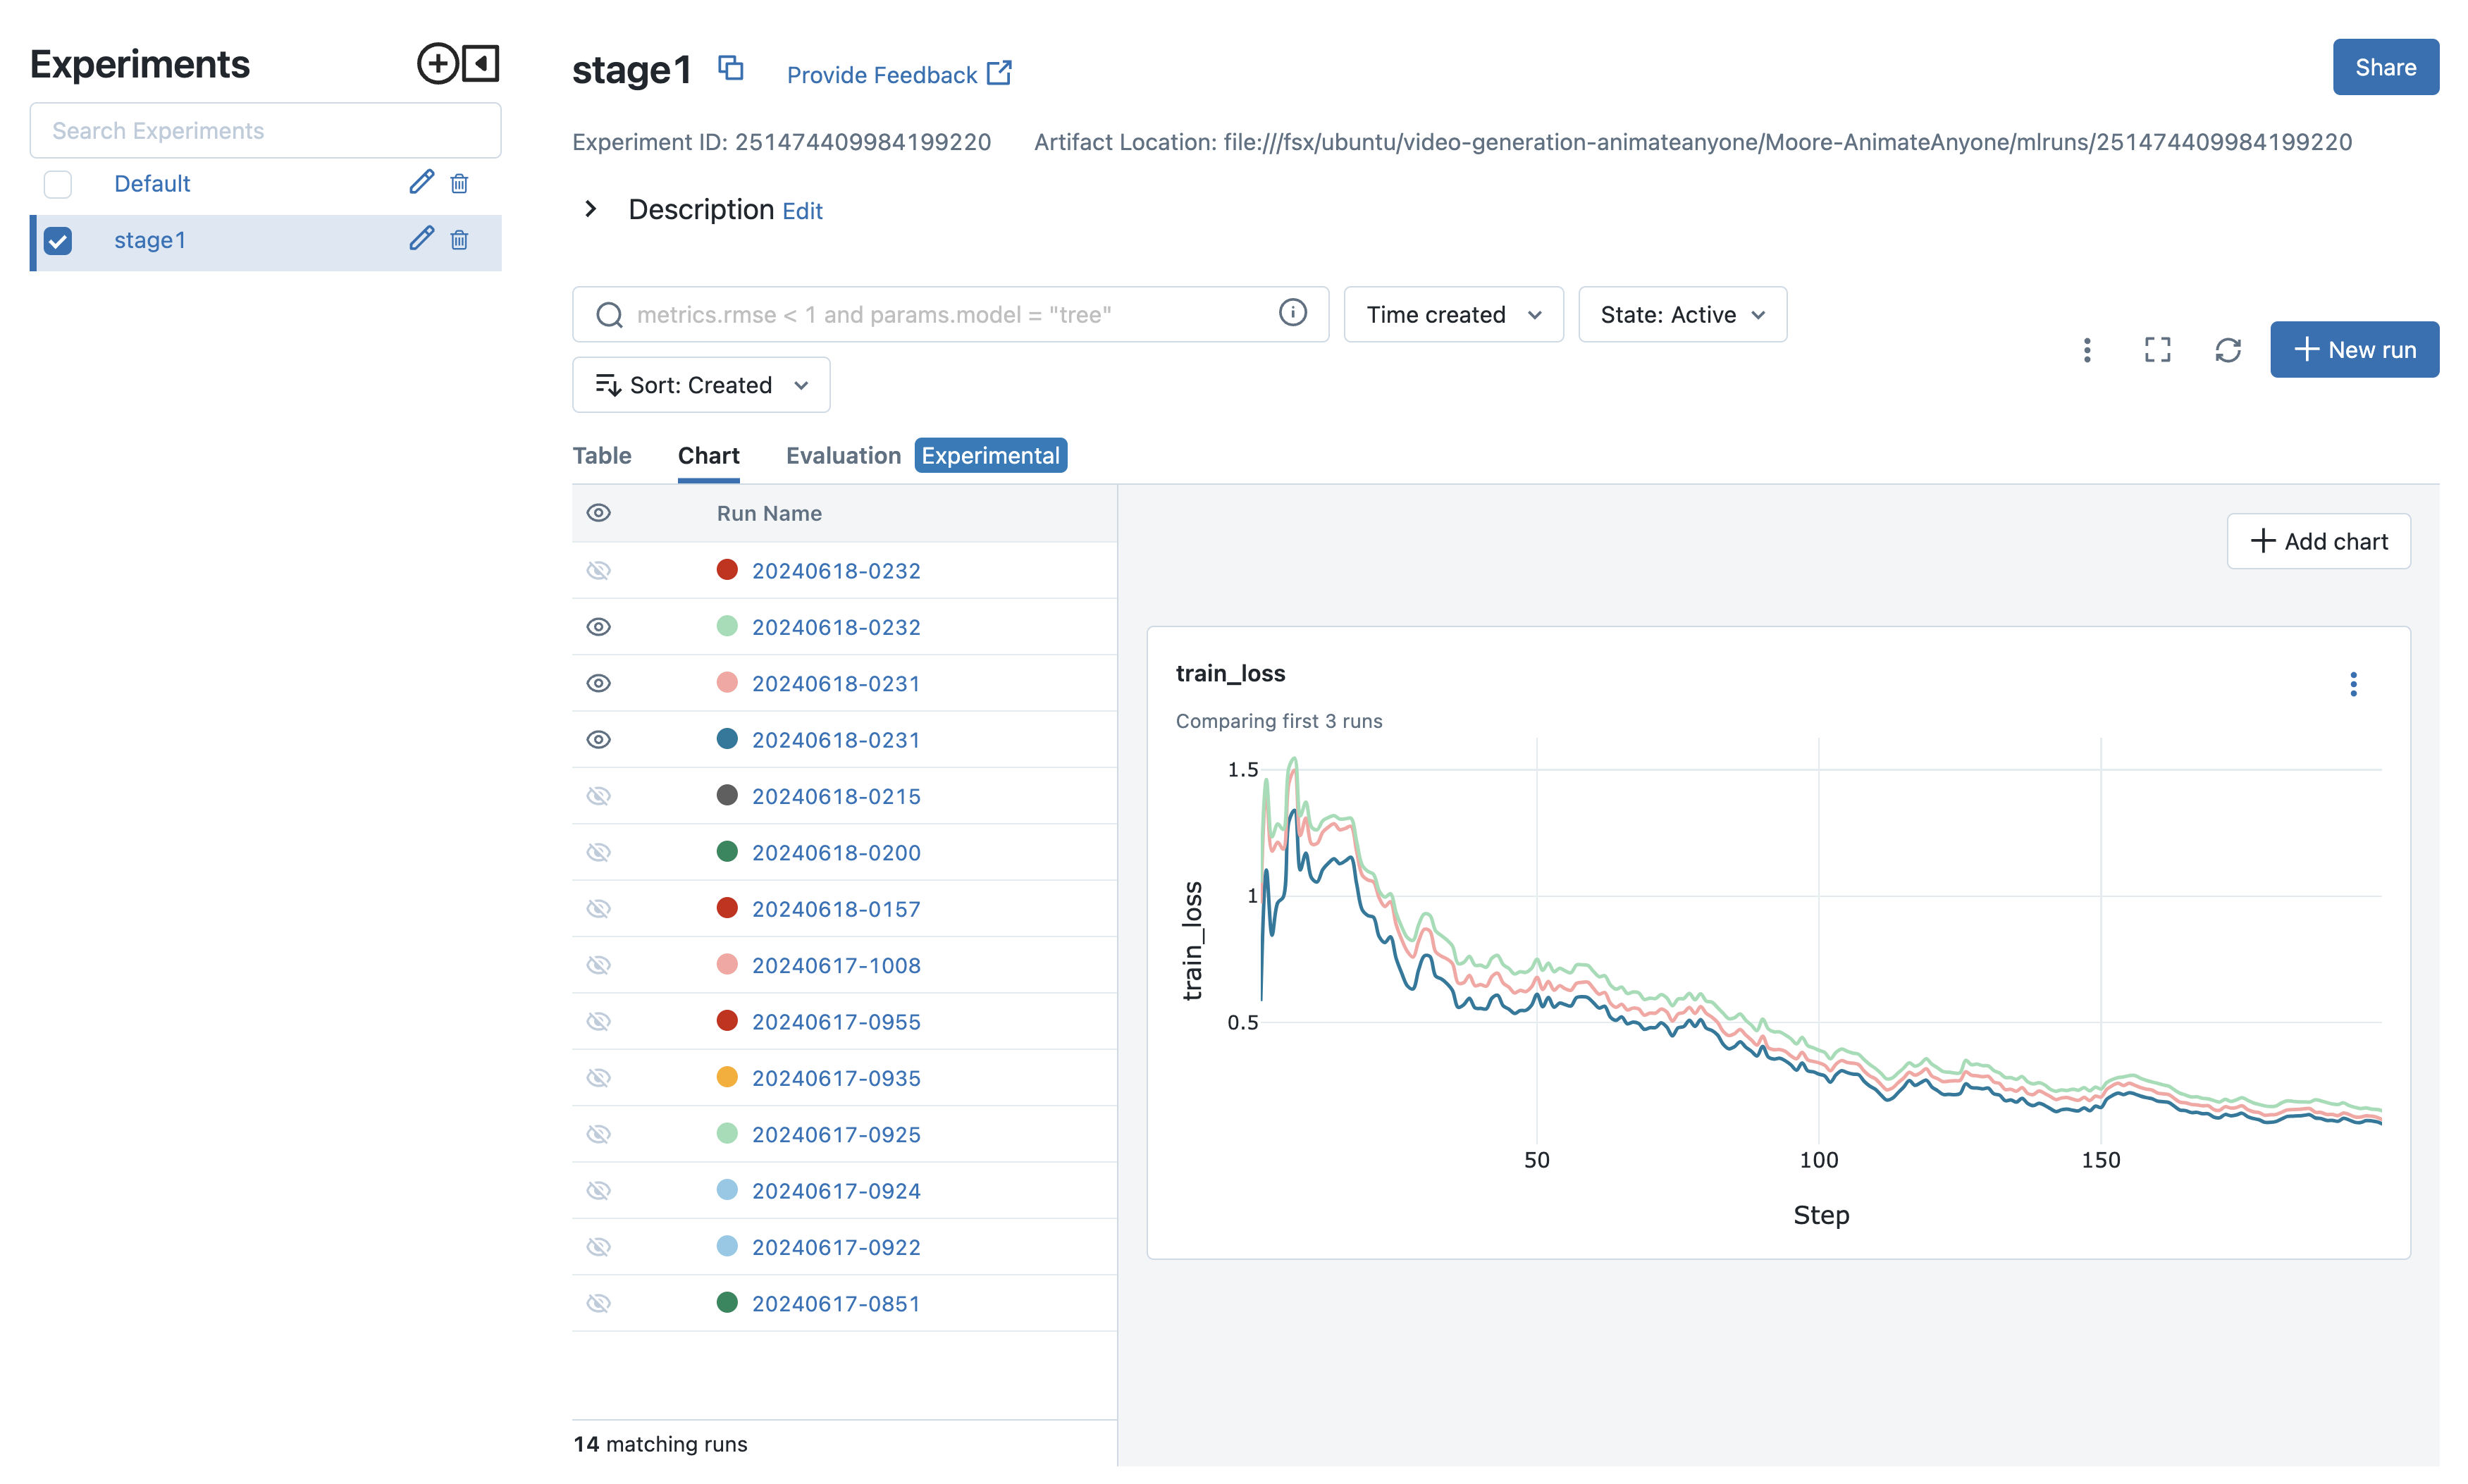 Experiments
Search Experiments
Default
stage1
stage1
Provide Feedback
Share
Experiment ID: 251474409984199220
Artifact Location: file:///fsx/ubuntu/video-generation-animateanyone/Moore-AnimateAnyone/mlruns/251474409984199220
Description Edit
metrics.rmse < 1 and params.model = "tree"
Time created
State: Active
Sort: Created
New run
Table
Chart
Evaluation
Experimental
Run Name
20240618-0232
20240618-0232
20240618-0231
20240618-0231
20240618-0215
20240618-0200
20240618-0157
20240617-1008
20240617-0955
20240617-0935
20240617-0925
20240617-0924
20240617-0922
20240617-0851
14 matching runs
Add chart
train_loss
Comparing first 3 runs
1.5
1
0.5
train_loss
50
100
150
Step